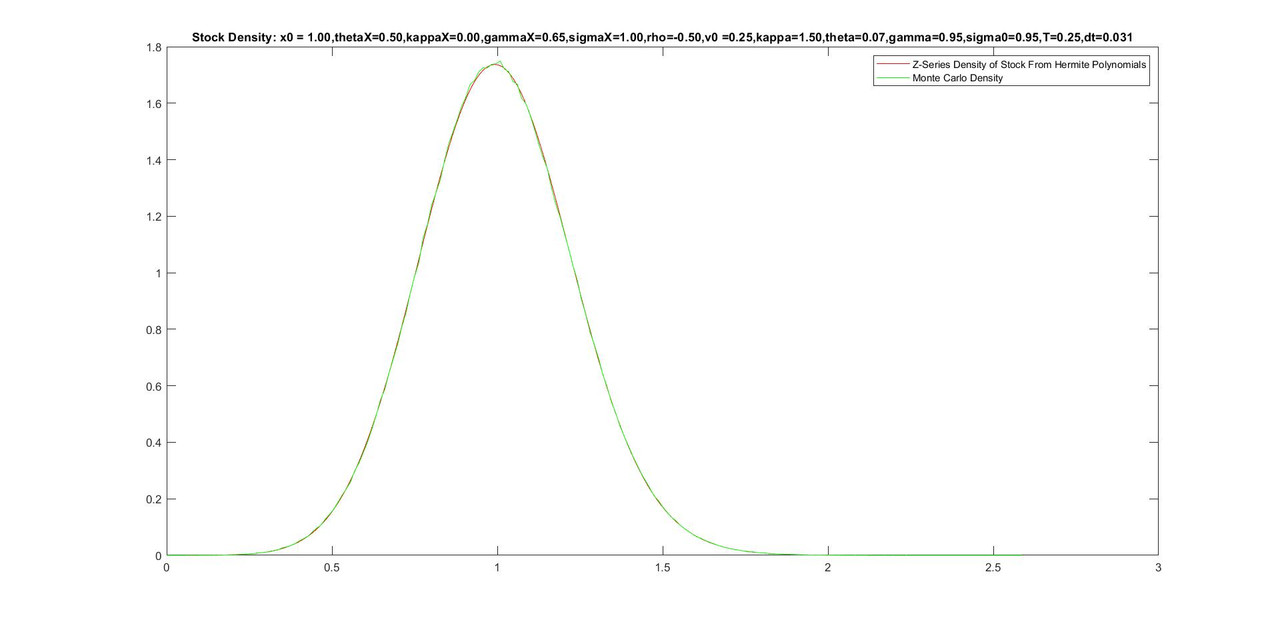 Stock Density: x0 = 1.00,thetaX=0.50,kappaX=0.00,gammaX=0.65,sigmaX=1.00,rho=-0.50,v0 =0.25,kappa=1.50,theta=0.07,gamma=0.95,sigma0=0.95,T=0.25,dt=0.031
Z-Series Density of Stock From Hermite Polynomials
Monte Carlo Density
1.8
1.6
1.4
1.2
1
0.8
0.6
0.4
0.2
0
0 0.5 1 1.5 2 2.5 3